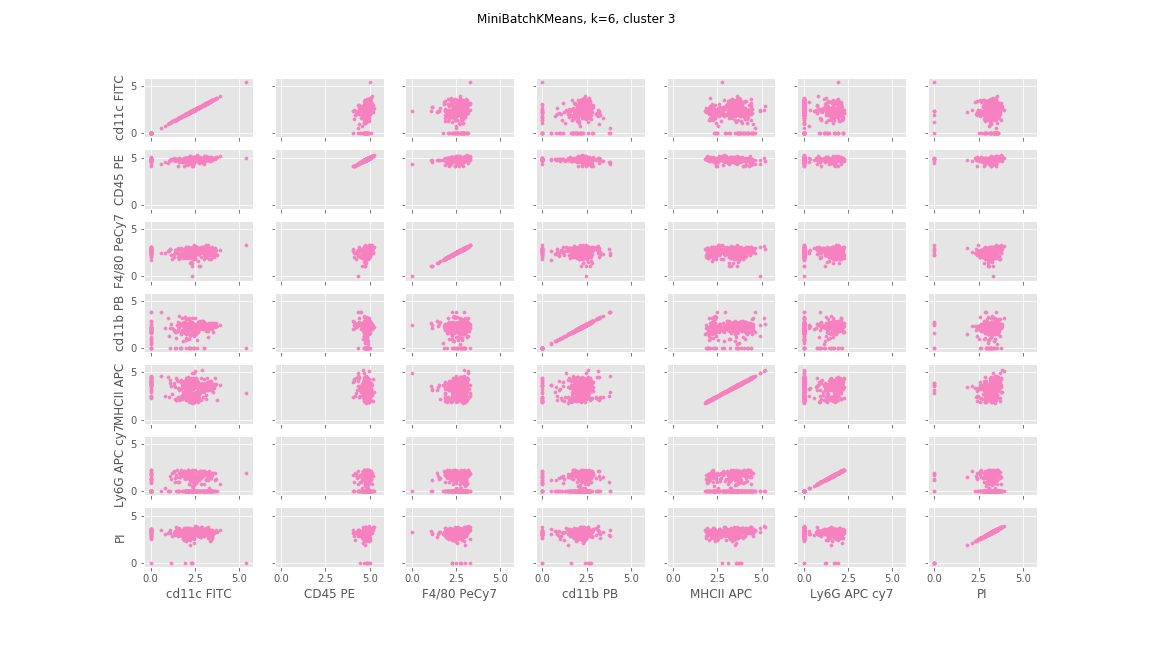 MiniBatchKMeans, k=6, cluster 3
cd11c FITC
5
0
CD45 PE
5
0
F4/80 PeCy7
5
0
cd11b PB
5
0
MHCII APC
5
0
Ly6G APC cy7
5
0
PI
5
0
0.0 2.5 5.0 0.0 2.5 5.0 0.0 2.5 5.0 0.0 2.5 5.0 0.0 2.5 5.0 0.0 2.5 5.0 0.0 2.5 5.0
cd11c FITC CD45 PE F4/80 PeCy7 cd11b PB MHCII APC Ly6G APC cy7 PI